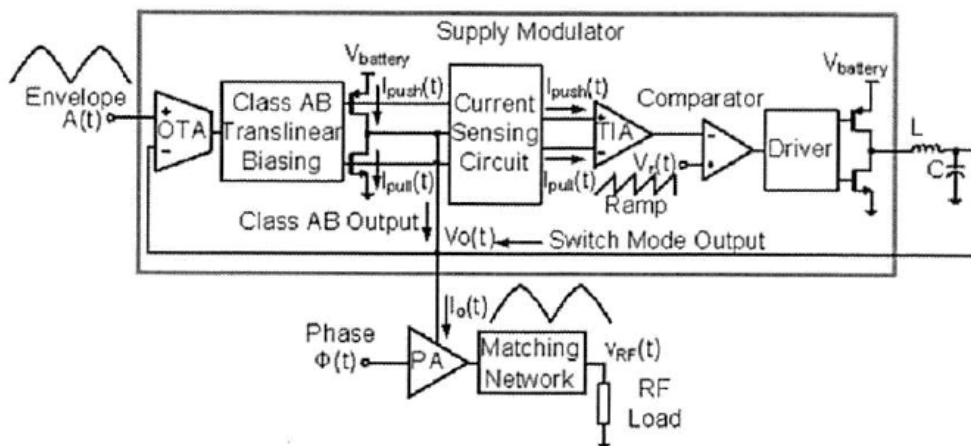 Supply Modulator
Envelope
A(t)
+
-
OTA
Class AB
Translinear
Biasing
Vbattery
Ipush(t)
Ipull(t)
Current
Sensing
Circuit
Ipush(t)
+
-
TIA
Ipull(t)
Comparator
-
+
Vr(t)
Ramp
Driver
Vbattery
L
C
Class AB Output
Vo(t)
Switch Mode Output
Io(t)
Phase
Φ(t)
PA
Matching
Network
vRF(t)
RF
Load